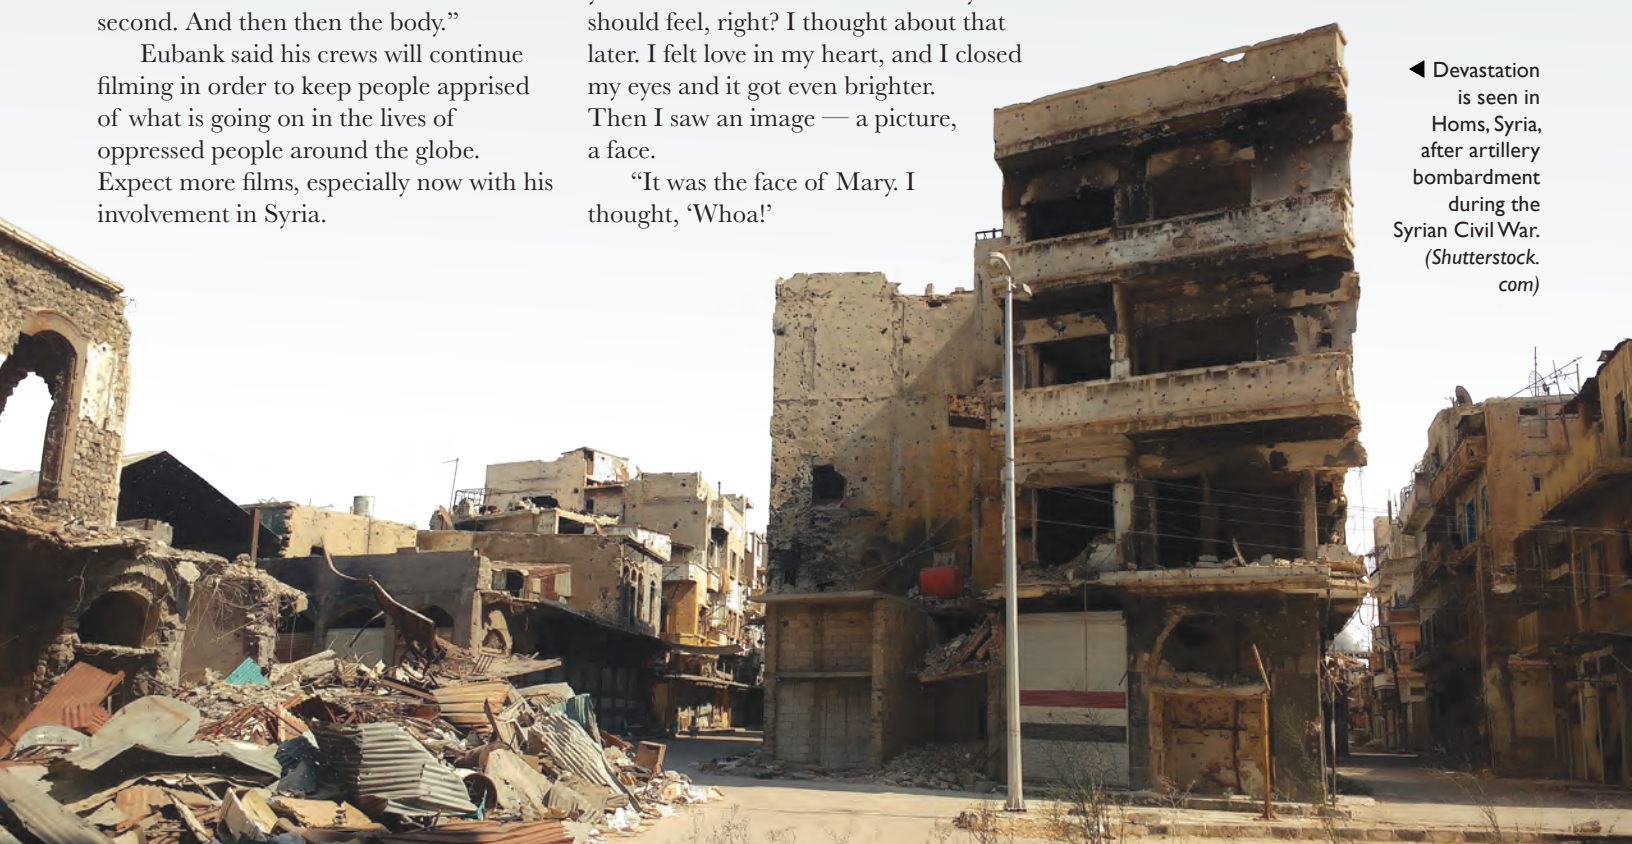 second. And then then the body.”
Eubank said his crews will continue
filming in order to keep people apprised
of what is going on in the lives of
oppressed people around the globe.
Expect more films, especially now with his
involvement in Syria.
should feel, right? I thought about that
later. I felt love in my heart, and I closed
my eyes and it got even brighter.
Then I saw an image — a picture,
a face.
“It was the face of Mary. I
thought, ‘Whoa!’
◀ Devastation
is seen in
Homs, Syria,
after artillery
bombardment
during the
Syrian Civil War.
(Shutterstock.
com)